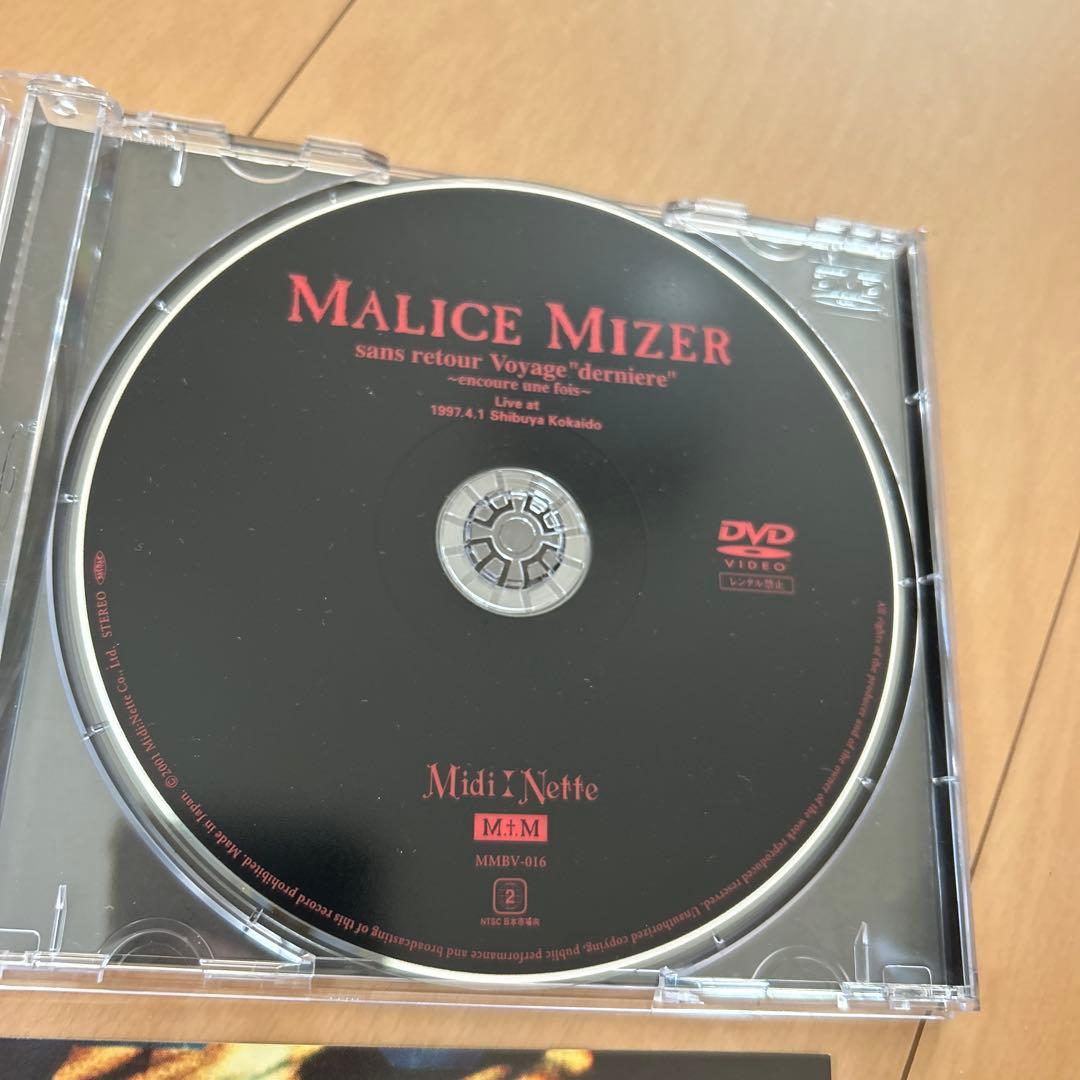 MALICE MIZER
sans retour Voyage "derniere"
~encoure une fois~
Live at
1997.4.1 Shibuya Kokaido
DVD
VIDEO
レンタル禁止
Midi:Nette
M.†.M
MMBV-016
2
NTSC 日本市場向
All rights of the producer and of the owner of the work reproduced reserved. Unauthorized copying, public performance and broadcasting of this record prohibited. Made in Japan. ©2001 Midi:Nette Co., Ltd. STEREO